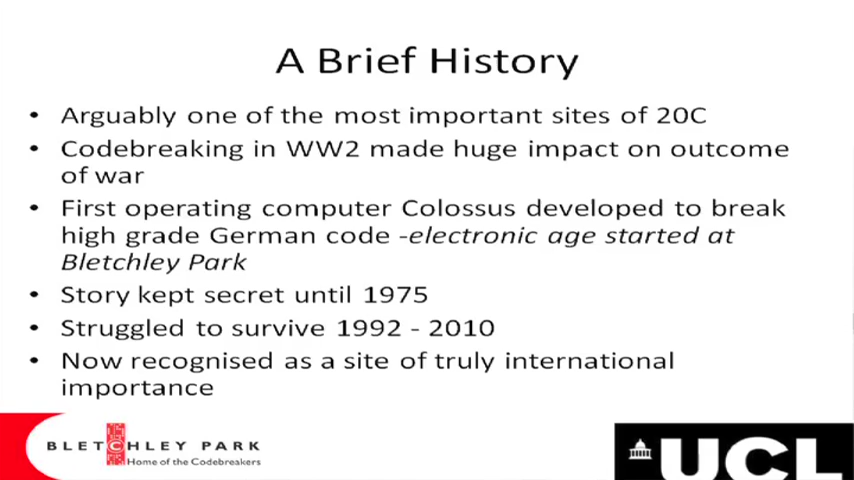 A Brief History
• Arguably one of the most important sites of 20C
• Codebreaking in WW2 made huge impact on outcome
of war
• First operating computer Colossus developed to break
high grade German code -electronic age started at
Bletchley Park
• Story kept secret until 1975
• Struggled to survive 1992 - 2010
• Now recognised as a site of truly international
importance
BLETCHLEY PARK
Home of the Codebreakers
UCL